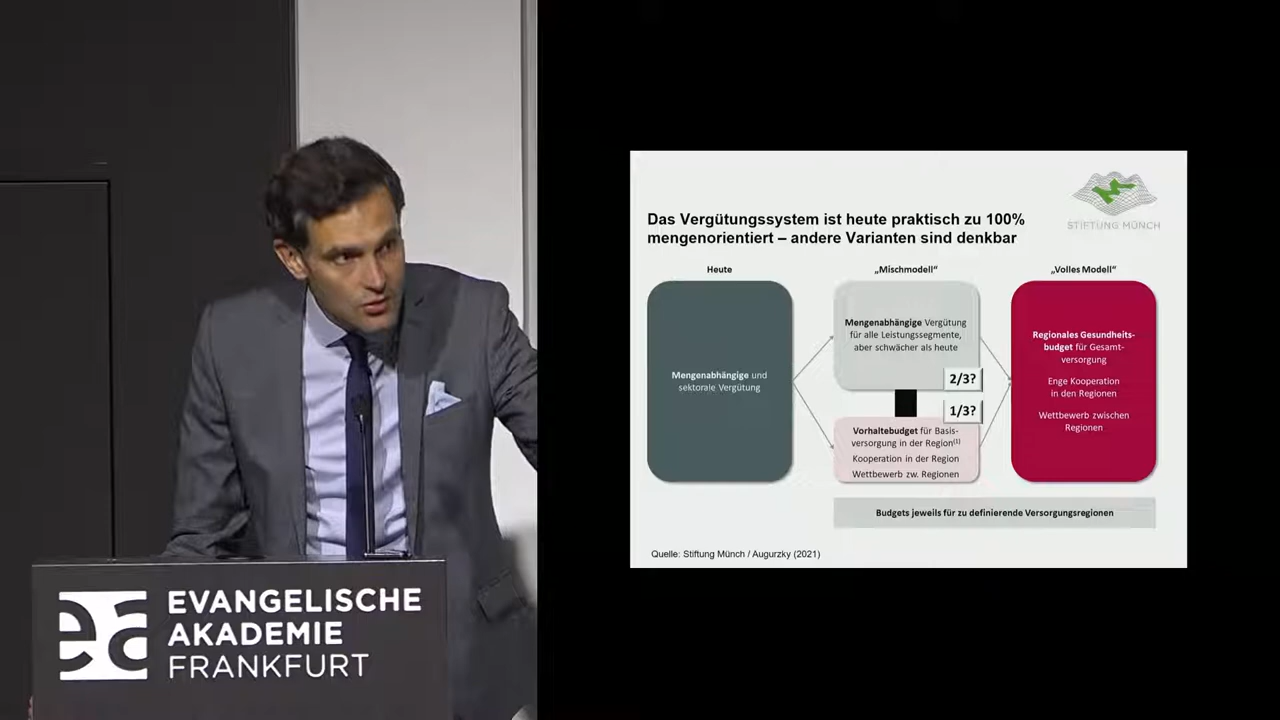 EVANGELISCHE
AKADEMIE
FRANKFURT
ea
STIFTUNG MÜNCH
Das Vergütungssystem ist heute praktisch zu 100%
mengenorientiert – andere Varianten sind denkbar
Heute
„Mischmodell“
„Volles Modell“
Mengenabhängige und
sektorale Vergütung
Mengenabhängige Vergütung
für alle Leistungssegmente,
aber schwächer als heute
2/3?
1/3?
Vorhaltebudget für Basis-
versorgung in der Region(1)
Kooperation in der Region
Wettbewerb zw. Regionen
Regionales Gesundheits-
budget für Gesamt-
versorgung
Enge Kooperation
in den Regionen
Wettbewerb zwischen
Regionen
Budgets jeweils für zu definierende Versorgungsregionen
Quelle: Stiftung Münch / Augurzky (2021)